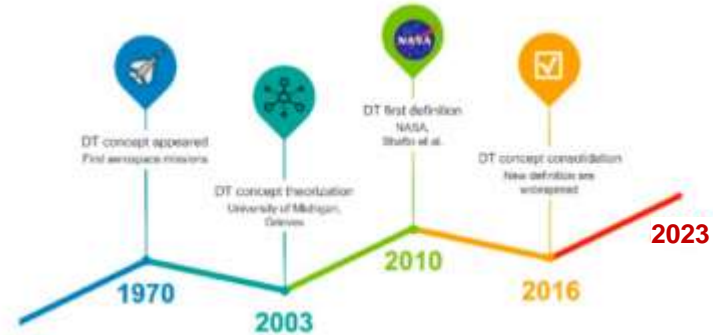 NASA
DT concept appeared
First aerospace missions
1970
DT concept theorization
University of Michigan,
Grieves
2003
DT first definition
NASA,
Shafto et al.
2010
DT concept consolidation
New definition are
widespread
2016
2023